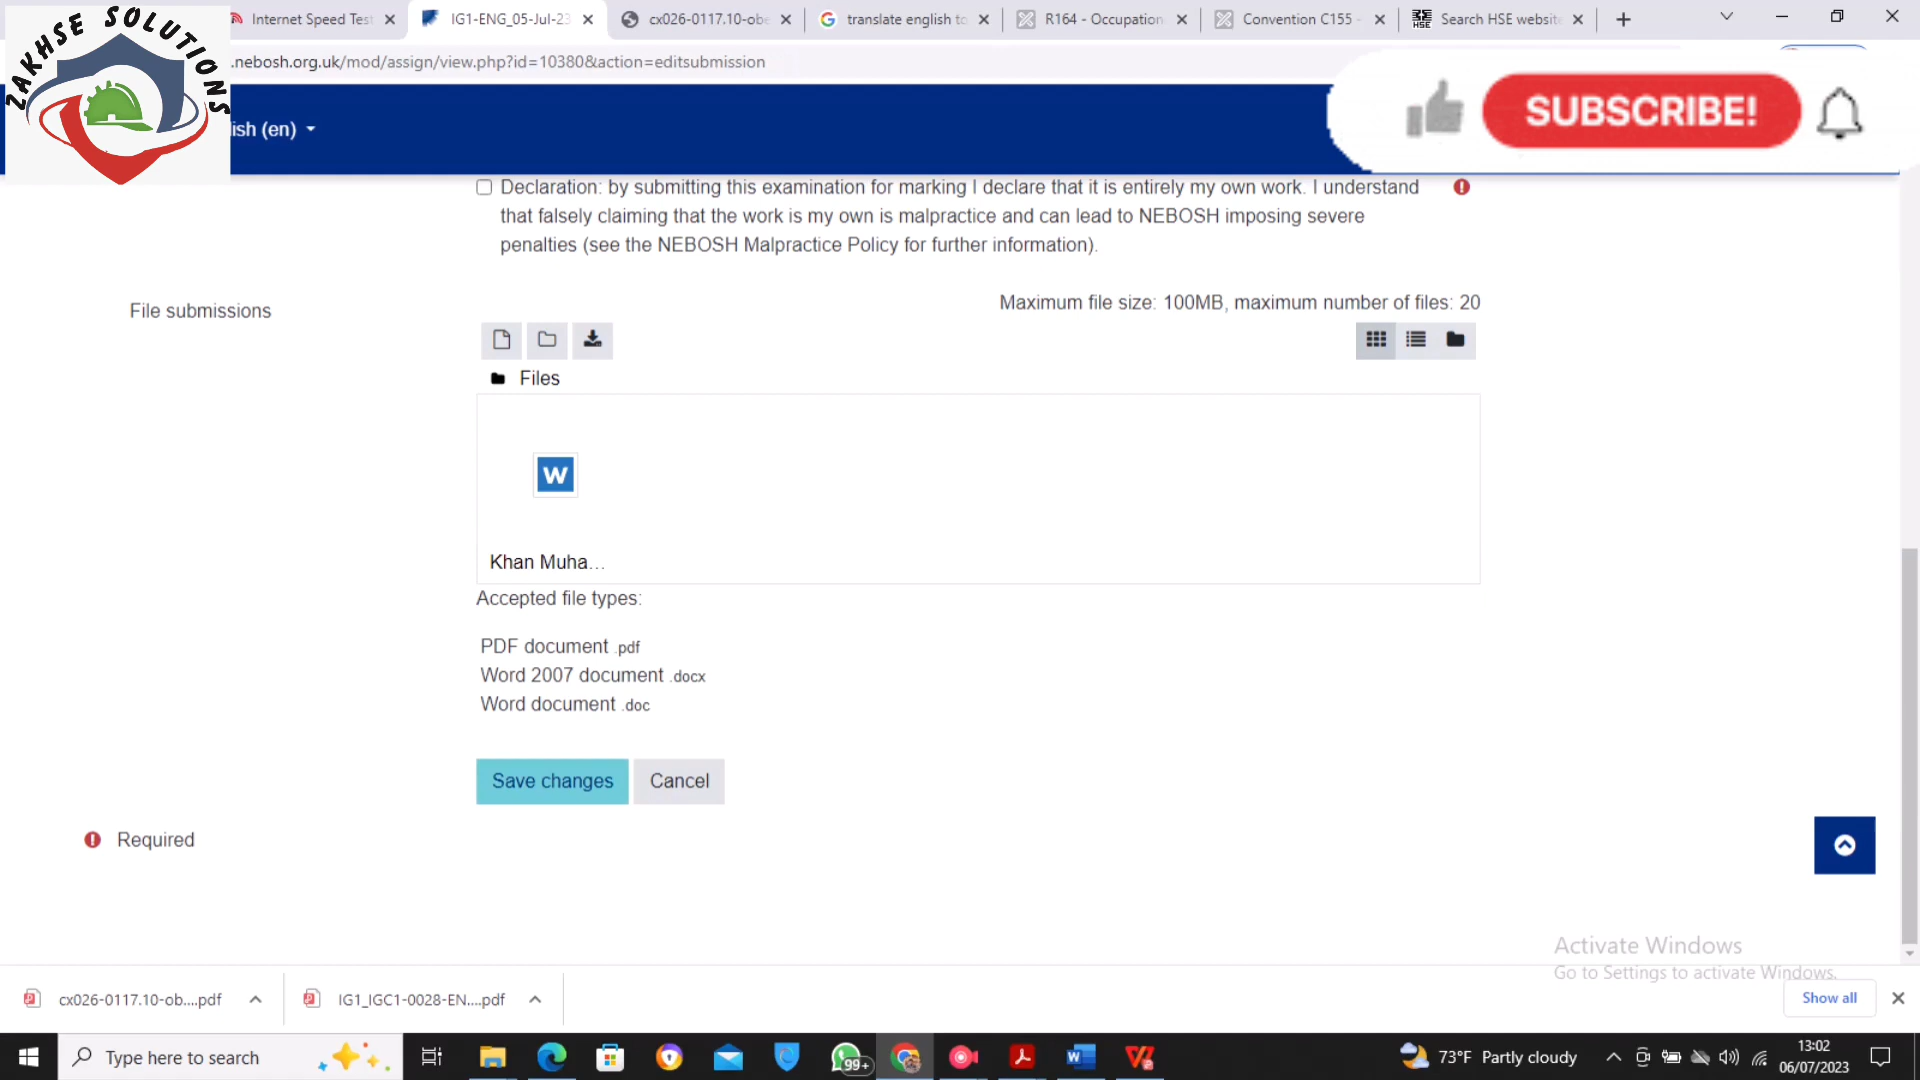 ZAKHSE SOLUTIONS
Internet Speed Test
IG1-ENG_05-Jul-23
cx026-0117.10-obe
translate english to
R164 - Occupation
Convention C155 -
Search HSE website
.nebosh.org.uk/mod/assign/view.php?id=10380&action=editsubmission
ish (en)
SUBSCRIBE!
Declaration: by submitting this examination for marking I declare that it is entirely my own work. I understand
that falsely claiming that the work is my own is malpractice and can lead to NEBOSH imposing severe
penalties (see the NEBOSH Malpractice Policy for further information).
File submissions
Maximum file size: 100MB, maximum number of files: 20
Files
W
Khan Muha...
Accepted file types:
PDF document .pdf
Word 2007 document .docx
Word document .doc
Save changes
Cancel
Required
Activate Windows
Go to Settings to activate Windows.
cx026-0117.10-ob....pdf
IG1_IGC1-0028-EN....pdf
Show all
Type here to search
99+
73°F Partly cloudy
13:02
06/07/2023